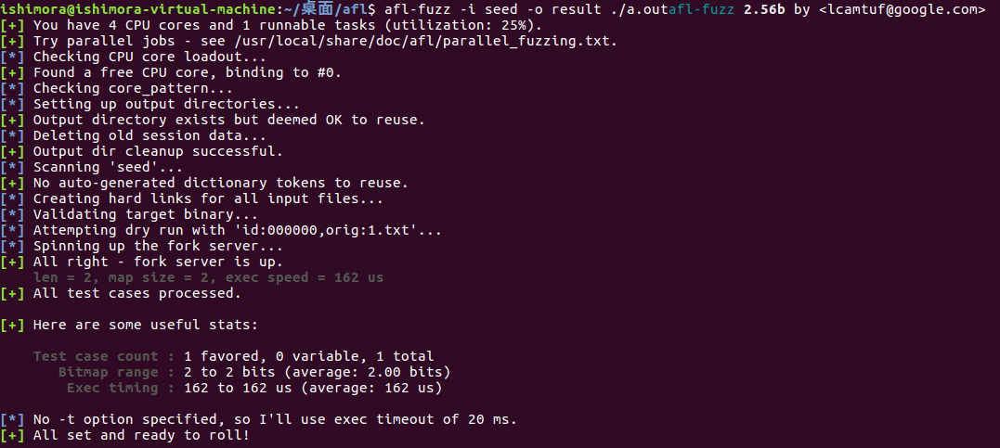 ishimora@ishimora-virtual-machine:~/桌面/afl$ afl-fuzz -i seed -o result ./a.outafl-fuzz 2.56b by <lcamtuf@google.com>
[+] You have 4 CPU cores and 1 runnable tasks (utilization: 25%).
[+] Try parallel jobs - see /usr/local/share/doc/afl/parallel_fuzzing.txt.
[*] Checking CPU core loadout...
[+] Found a free CPU core, binding to #0.
[*] Checking core_pattern...
[*] Setting up output directories...
[+] Output directory exists but deemed OK to reuse.
[*] Deleting old session data...
[+] Output dir cleanup successful.
[*] Scanning 'seed'...
[+] No auto-generated dictionary tokens to reuse.
[*] Creating hard links for all input files...
[*] Validating target binary...
[*] Attempting dry run with 'id:000000,orig:1.txt'...
[*] Spinning up the fork server...
[+] All right - fork server is up.
    len = 2, map size = 2, exec speed = 162 us
[+] All test cases processed.

[+] Here are some useful stats:

    Test case count : 1 favored, 0 variable, 1 total
       Bitmap range : 2 to 2 bits (average: 2.00 bits)
        Exec timing : 162 to 162 us (average: 162 us)

[*] No -t option specified, so I'll use exec timeout of 20 ms.
[+] All set and ready to roll!